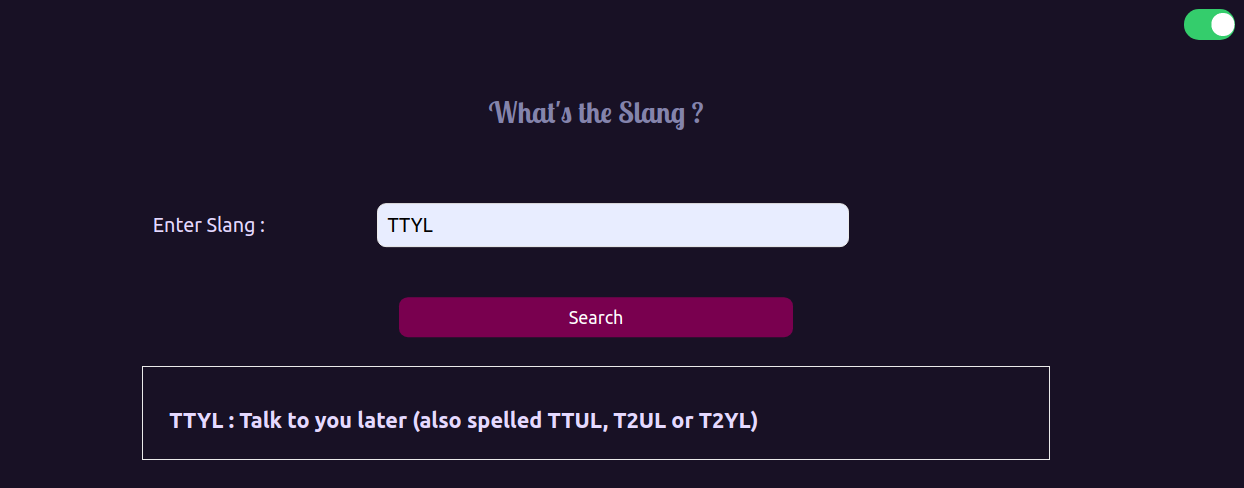 What's the Slang ?
Enter Slang :
TTYL
Search
TTYL : Talk to you later (also spelled TTUL, T2UL or T2YL)